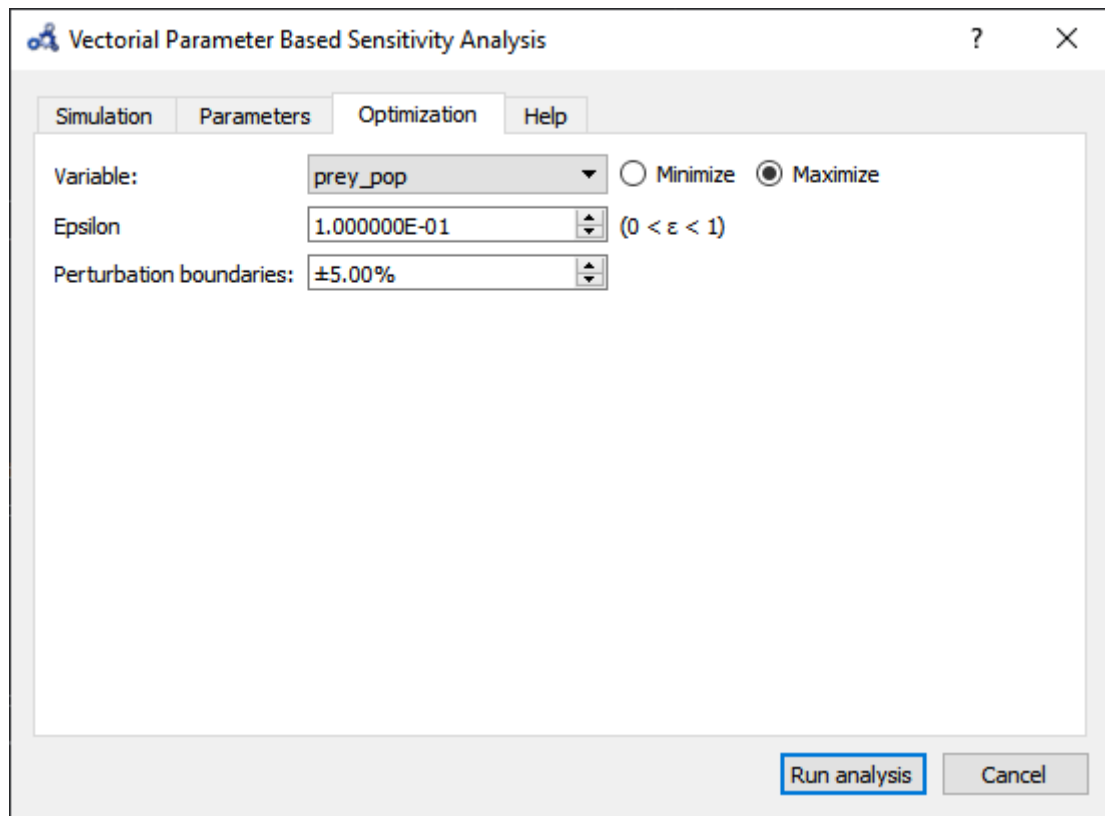 Vectorial Parameter Based Sensitivity Analysis ?
Simulation Parameters Optimization Help
Variable: prey_pop Minimize Maximize
Epsilon 1.000000E-01 (0 < ε < 1)
Perturbation boundaries: ±5.00%
Run analysis Cancel